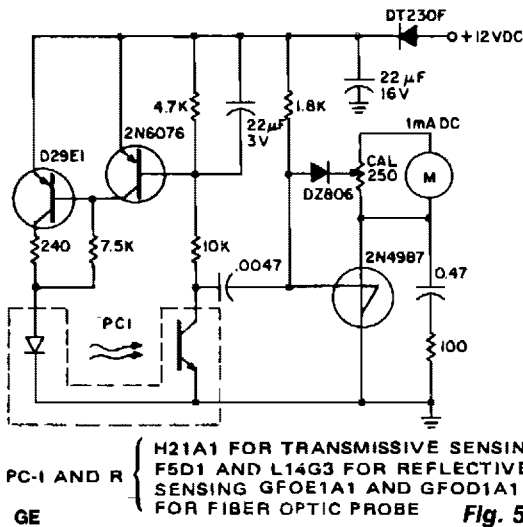 DT230F
+12VDC
4.7K
22µF
3V
1.8K
22µF
16V
2N6076
1mA DC
D29E1
DZ806
CAL
250
M
240
7.5K
10K
.0047
2N4987
0.47
PC1
100
PC-1 AND R { H21A1 FOR TRANSMISSIVE SENSIN
F5D1 AND L14G3 FOR REFLECTIVE
SENSING GFOE1A1 AND GFOD1A1
FOR FIBER OPTIC PROBE
GE
Fig. 5